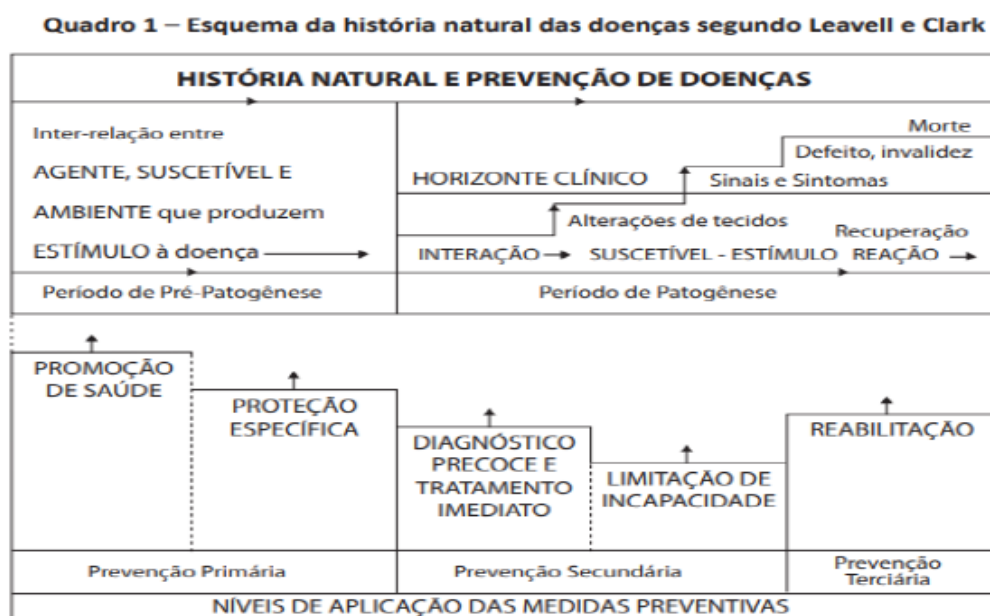 Quadro 1 – Esquema da história natural das doenças segundo Leavell e Clark
HISTÓRIA NATURAL E PREVENÇÃO DE DOENÇAS
Inter-relação entre
AGENTE, SUSCETÍVEL E
AMBIENTE que produzem
ESTÍMULO à doença
Morte
Defeito, invalidez
HORIZONTE CLÍNICO
Sinais e Sintomas
Alterações de tecidos
Recuperação
INTERAÇÃO
SUSCETÍVEL - ESTÍMULO
REAÇÃO
Período de Pré-Patogênese
Período de Patogênese
PROMOÇÃO
DE SAÚDE
PROTEÇÃO
ESPECÍFICA
DIAGNÓSTICO
PRECOCE E
TRATAMENTO
IMEDIATO
LIMITAÇÃO DE
INCAPACIDADE
REABILITAÇÃO
Prevenção Primária
Prevenção Secundária
Prevenção
Terciária
NÍVEIS DE APLICAÇÃO DAS MEDIDAS PREVENTIVAS